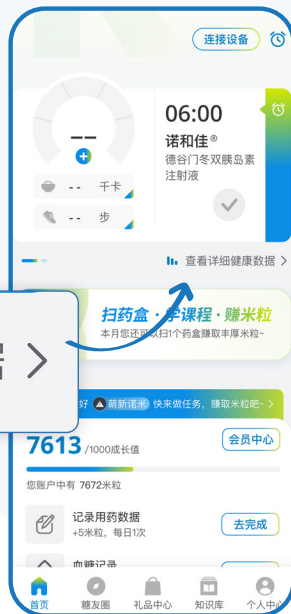 连接设备
06:00
诺和佳®
德谷门冬双胰岛素
注射液
--
-- 千卡
-- 步
查看详细健康数据 >
据 >
扫药盒·学课程·赚米粒
本月您还可以扫1个药盒赚取丰厚米粒~
好 萌新诺米 快来做任务，赚取米粒吧~ >
7613 /1000成长值
会员中心
您账户中有 7672米粒
记录用药数据
+5米粒，每日1次
去完成
血糖记录
首页 糖友圈 礼品中心 知识库 个人中心